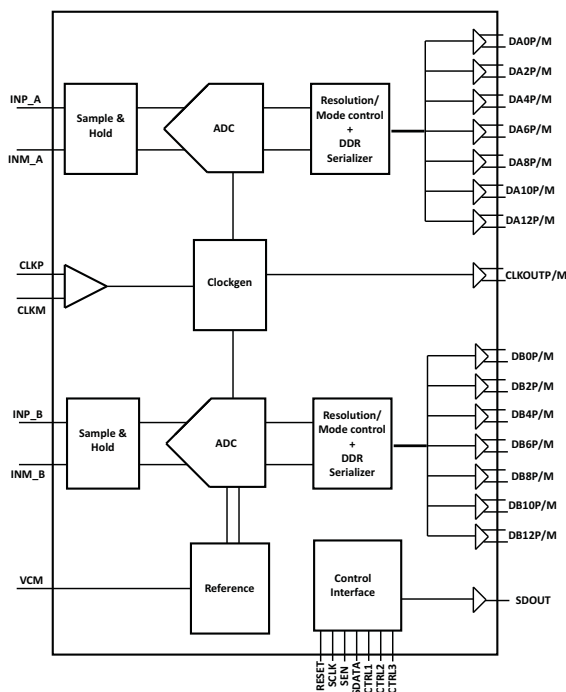 DA0P/M
DA2P/M
INP_A
Sample &
Hold
ADC
Resolution/
Mode control
+
DDR
Serializer
DA4P/M
DA6P/M
INM_A
DA8P/M
DA10P/M
DA12P/M
CLKP
CLKM
Clockgen
CLKOUTP/M
DB0P/M
DB2P/M
INP_B
Sample &
Hold
ADC
Resolution/
Mode control
+
DDR
Serializer
DB4P/M
DB6P/M
INM_B
DB8P/M
DB10P/M
DB12P/M
VCM
Reference
Control
Interface
SDOUT
RESET
SCLK
SEN
SDATA
CTRL1
CTRL2
CTRL3